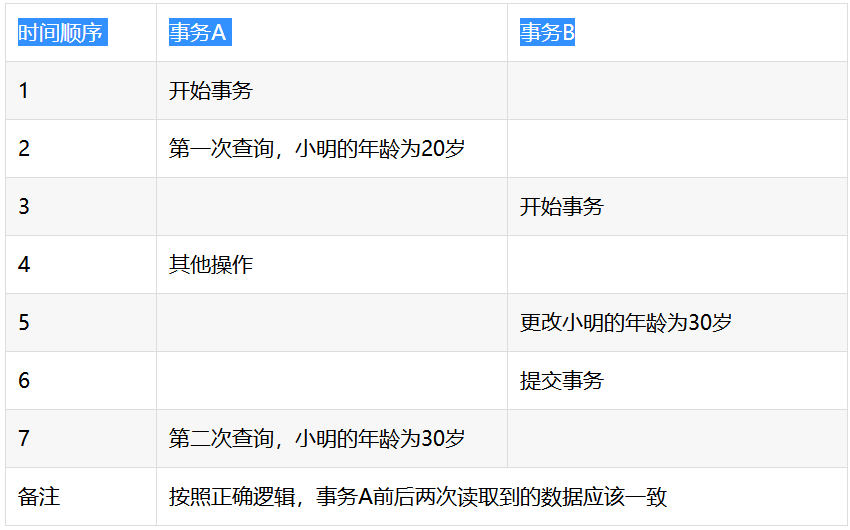 时间顺序 事务A 事务B
1 开始事务
2 第一次查询，小明的年龄为20岁
3 开始事务
4 其他操作
5 更改小明的年龄为30岁
6 提交事务
7 第二次查询，小明的年龄为30岁
备注 按照正确逻辑，事务A前后两次读取到的数据应该一致